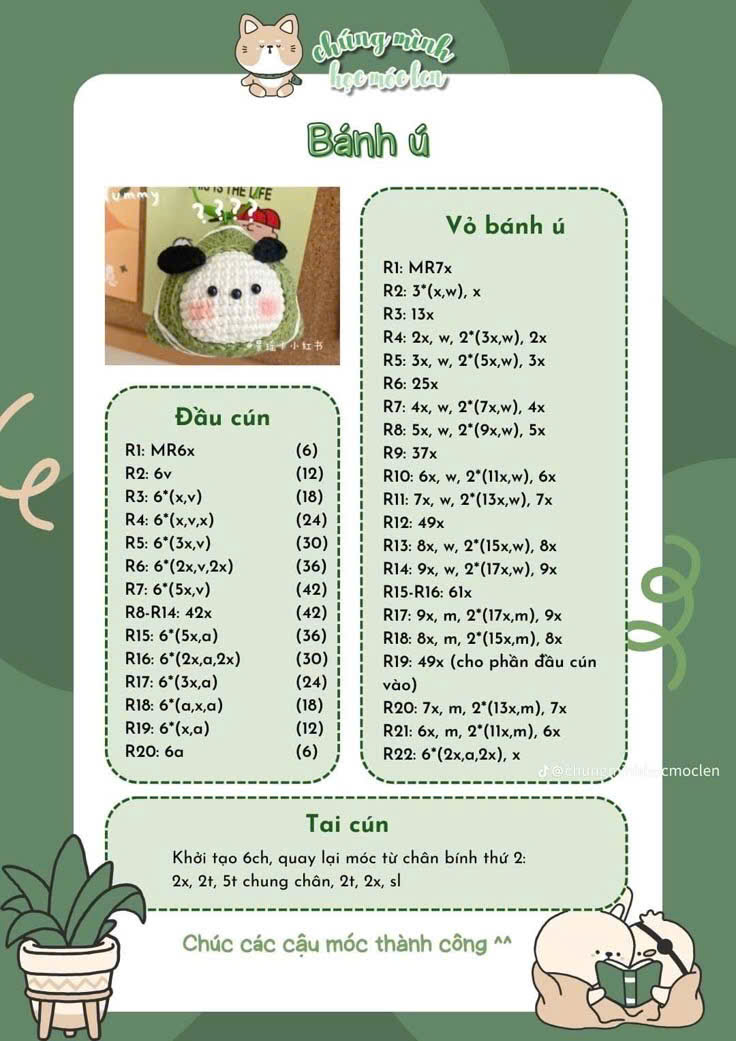 chúng mình
học móc len
Bánh ú
ummy
THIS IS THE LIFE
????
小红书
Vỏ bánh ú
R1: MR7x
R2: 3*(x,w), x
R3: 13x
R4: 2x, w, 2*(3x,w), 2x
R5: 3x, w, 2*(5x,w), 3x
R6: 25x
R7: 4x, w, 2*(7x,w), 4x
R8: 5x, w, 2*(9x,w), 5x
R9: 37x
R10: 6x, w, 2*(11x,w), 6x
R11: 7x, w, 2*(13x,w), 7x
R12: 49x
R13: 8x, w, 2*(15x,w), 8x
R14: 9x, w, 2*(17x,w), 9x
R15-R16: 61x
R17: 9x, m, 2*(17x,m), 9x
R18: 8x, m, 2*(15x,m), 8x
R19: 49x (cho phần đầu cún
vào)
R20: 7x, m, 2*(13x,m), 7x
R21: 6x, m, 2*(11x,m), 6x
R22: 6*(2x,a,2x), x
Đầu cún
R1: MR6x (6)
R2: 6v (12)
R3: 6*(x,v) (18)
R4: 6*(x,v,x) (24)
R5: 6*(3x,v) (30)
R6: 6*(2x,v,2x) (36)
R7: 6*(5x,v) (42)
R8-R14: 42x (42)
R15: 6*(5x,a) (36)
R16: 6*(2x,a,2x) (30)
R17: 6*(3x,a) (24)
R18: 6*(a,x,a) (18)
R19: 6*(x,a) (12)
R20: 6a (6)
Tai cún
Khởi tạo 6ch, quay lại móc từ chân bính thứ 2:
2x, 2t, 5t chung chân, 2t, 2x, sl
Chúc các cậu móc thành công ^^